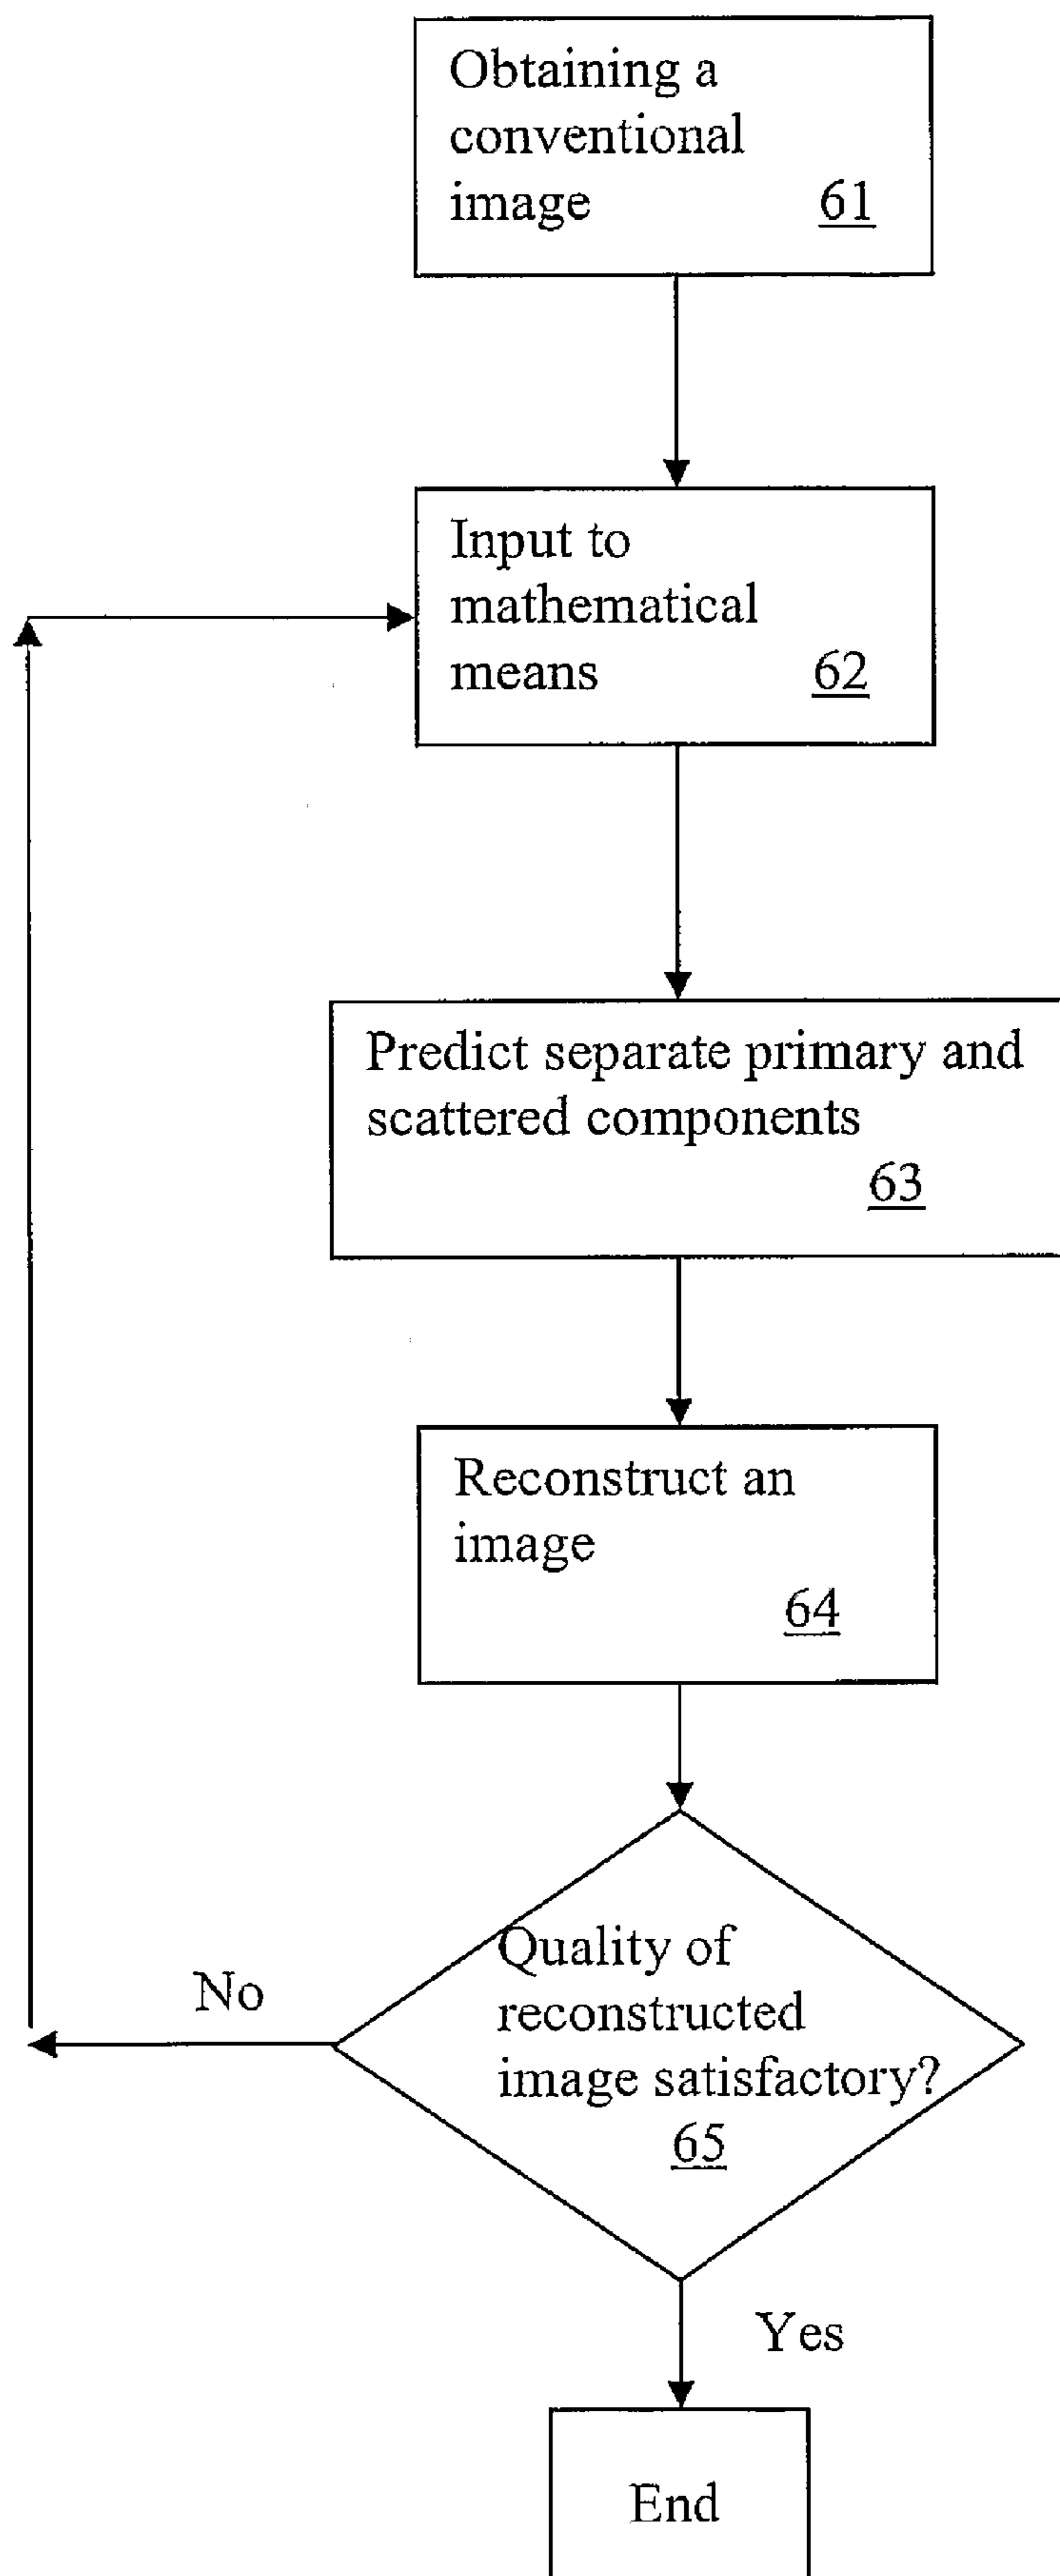 Obtaining a
conventional
image 61
Input to
mathematical
means 62
Predict separate primary and
scattered components
63
Reconstruct an
image
64
Quality of
reconstructed
image satisfactory?
65
No
Yes
End